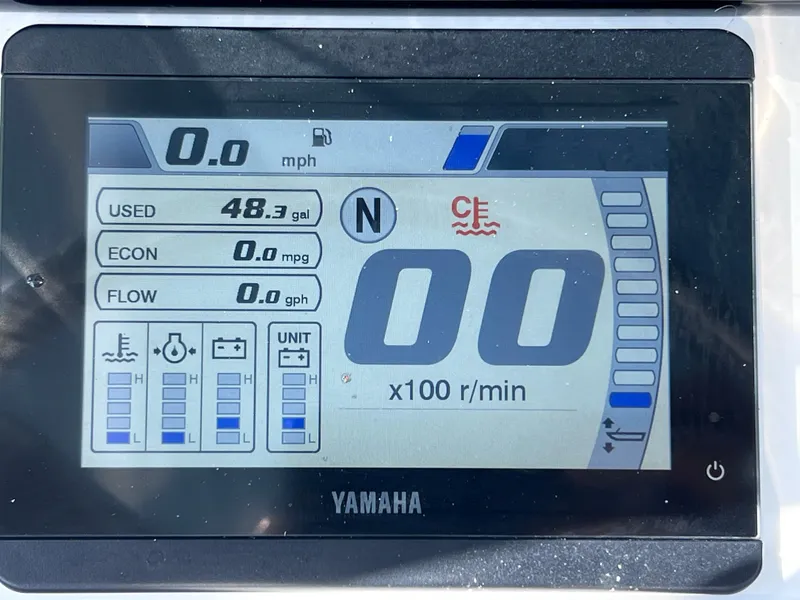 0.0 mph
USED 48.3 gal
N
C
ECON 0.0 mpg
FLOW 0.0 gph
00
x100 r/min
UNIT
H H H H
L L L L
YAMAHA